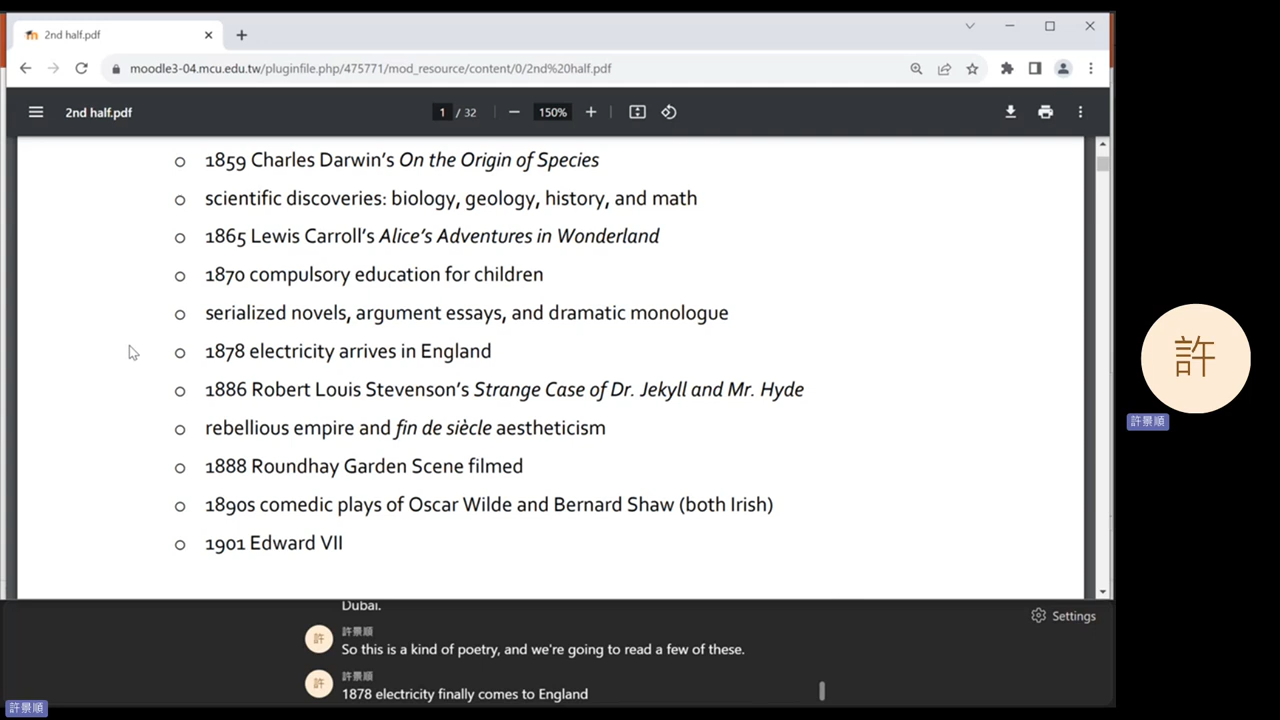 2nd half.pdf
moodle3-04.mcu.edu.tw/pluginfile.php/475771/mod_resource/content/0/2nd%20half.pdf
2nd half.pdf
1 / 32
150%
1859 Charles Darwin's On the Origin of Species
scientific discoveries: biology, geology, history, and math
1865 Lewis Carroll's Alice's Adventures in Wonderland
1870 compulsory education for children
serialized novels, argument essays, and dramatic monologue
1878 electricity arrives in England
1886 Robert Louis Stevenson's Strange Case of Dr. Jekyll and Mr. Hyde
rebellious empire and fin de siècle aestheticism
1888 Roundhay Garden Scene filmed
1890s comedic plays of Oscar Wilde and Bernard Shaw (both Irish)
1901 Edward VII
許
許景順
Dubai.
Settings
許 許景順
So this is a kind of poetry, and we're going to read a few of these.
許 許景順
1878 electricity finally comes to England
許景順